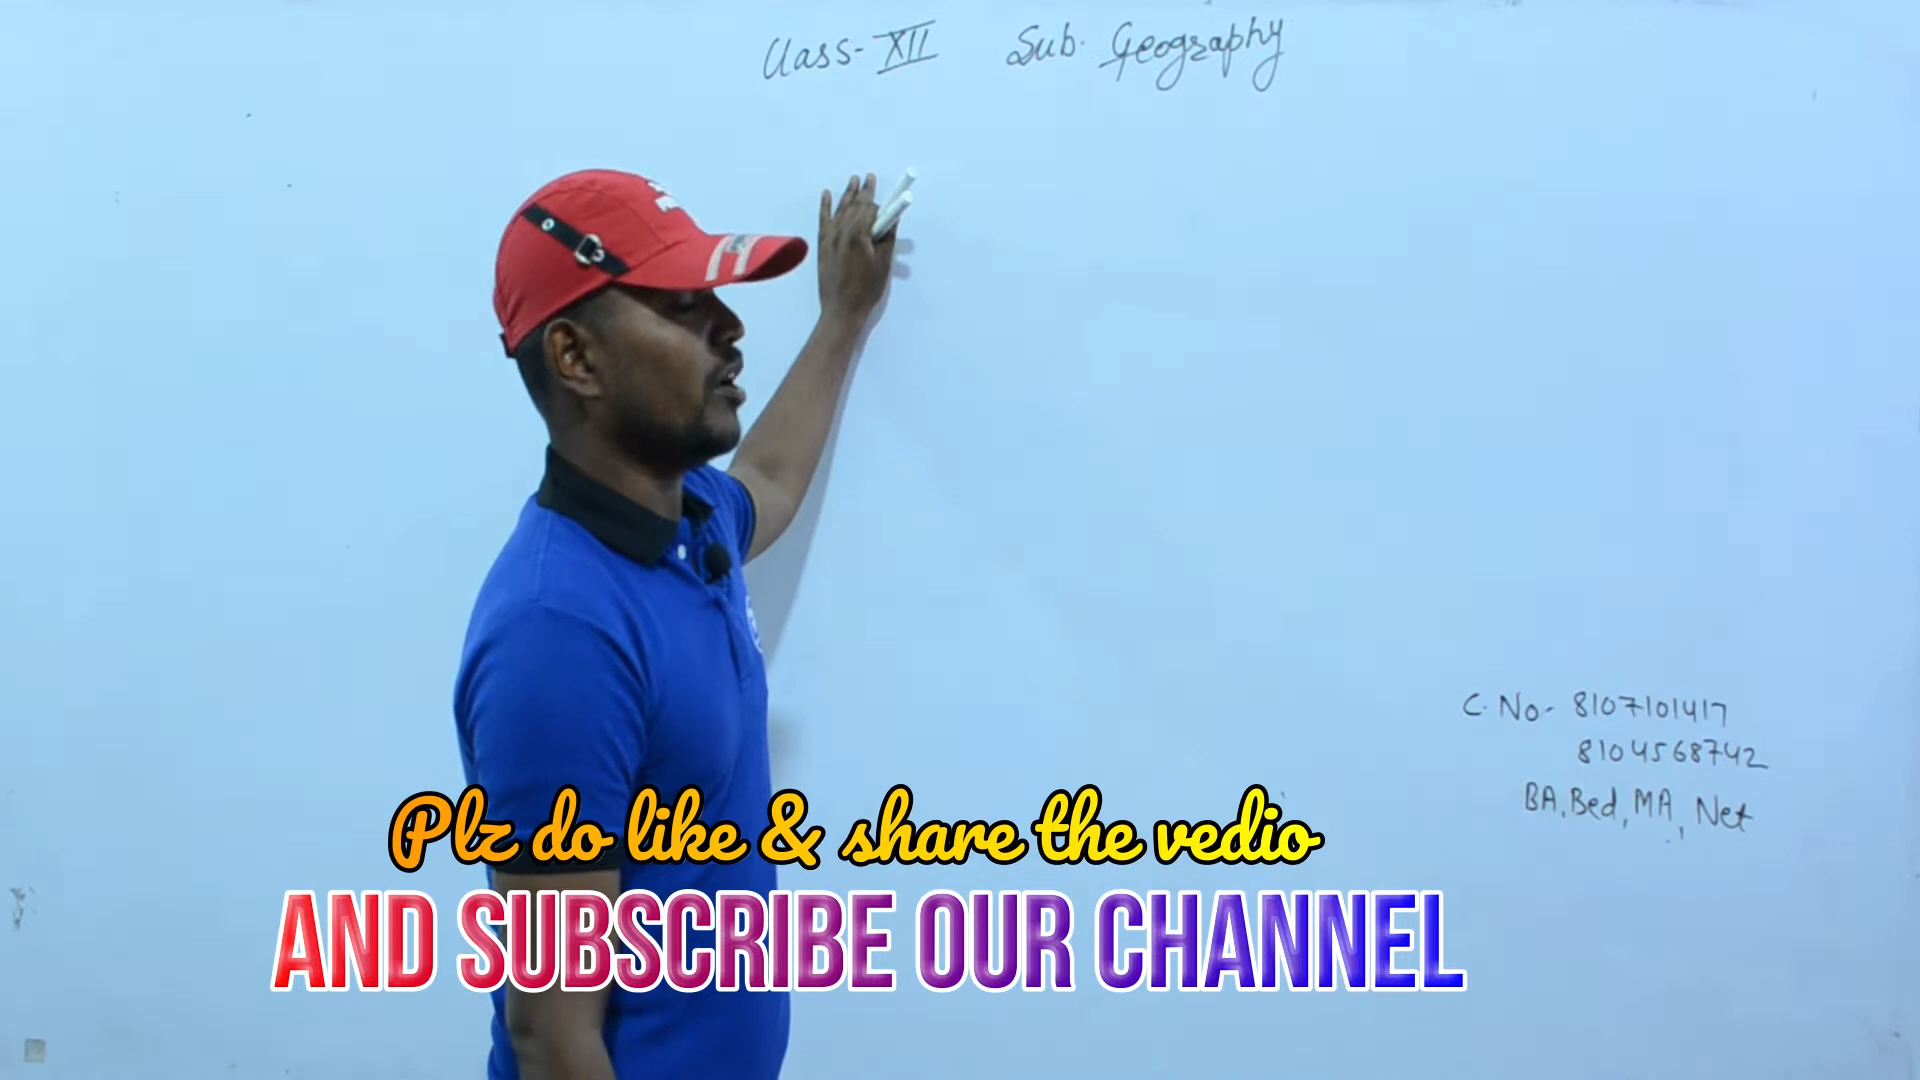 Class-XII Sub. Geography
C. No- 8107101417
8104568742
BA, Bed, MA, Net
Plz do like & share the vedio
AND SUBSCRIBE OUR CHANNEL